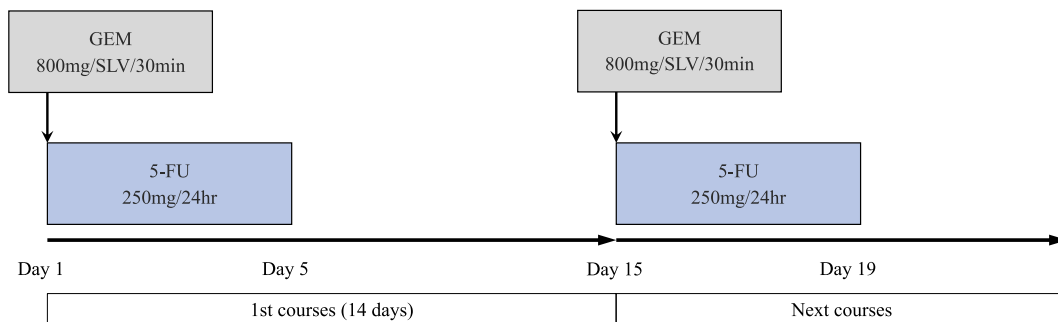 GEM
800mg/SLV/30min
GEM
800mg/SLV/30min
5-FU
250mg/24hr
5-FU
250mg/24hr
Day 1
Day 5
Day 15
Day 19
1st courses (14 days)
Next courses